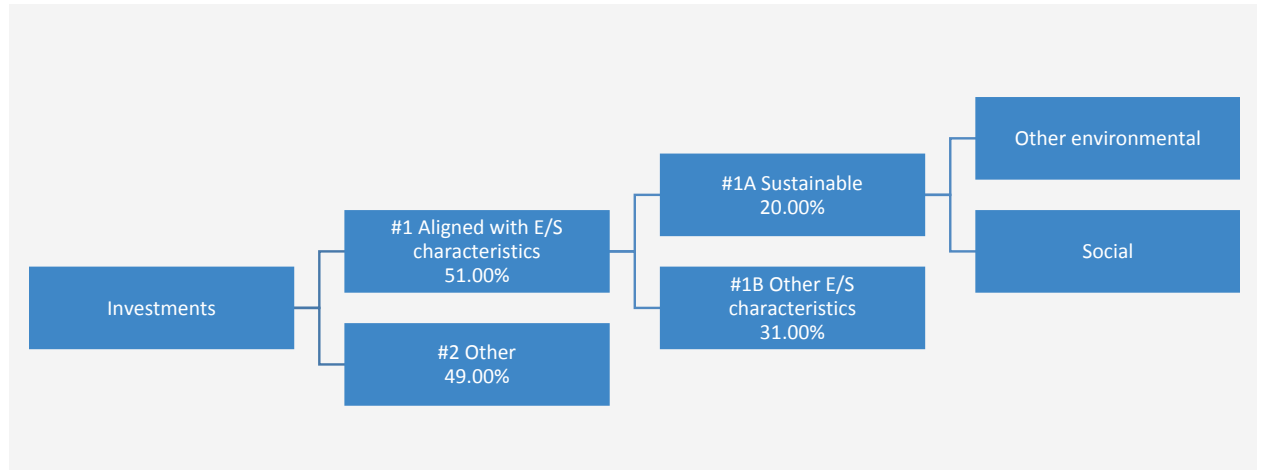 Investments
#1 Aligned with E/S
characteristics
51.00%
#2 Other
49.00%
#1A Sustainable
20.00%
#1B Other E/S
characteristics
31.00%
Other environmental
Social